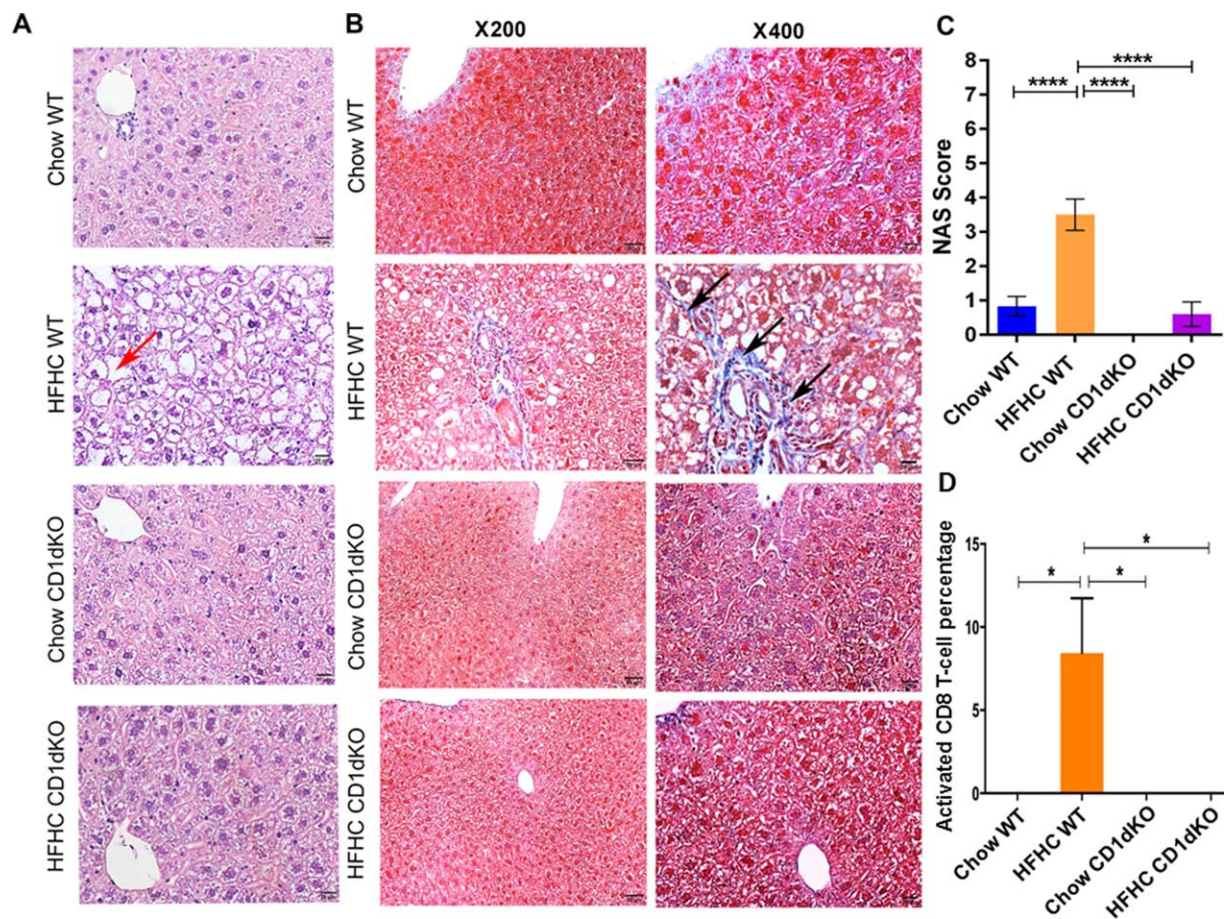 A
B
X200
X400
C
Chow WT
HFHC WT
Chow CD1dKO
HFHC CD1dKO
Chow WT
HFHC WT
Chow CD1dKO
HFHC CD1dKO
NAS Score
8
7
6
5
4
3
2
1
0
****
**** ****
Chow WT
HFHC WT
Chow CD1dKO
HFHC CD1dKO
D
Activated CD8 T-cell percentage
15
10
5
0
*
* *
Chow WT
HFHC WT
Chow CD1dKO
HFHC CD1dKO